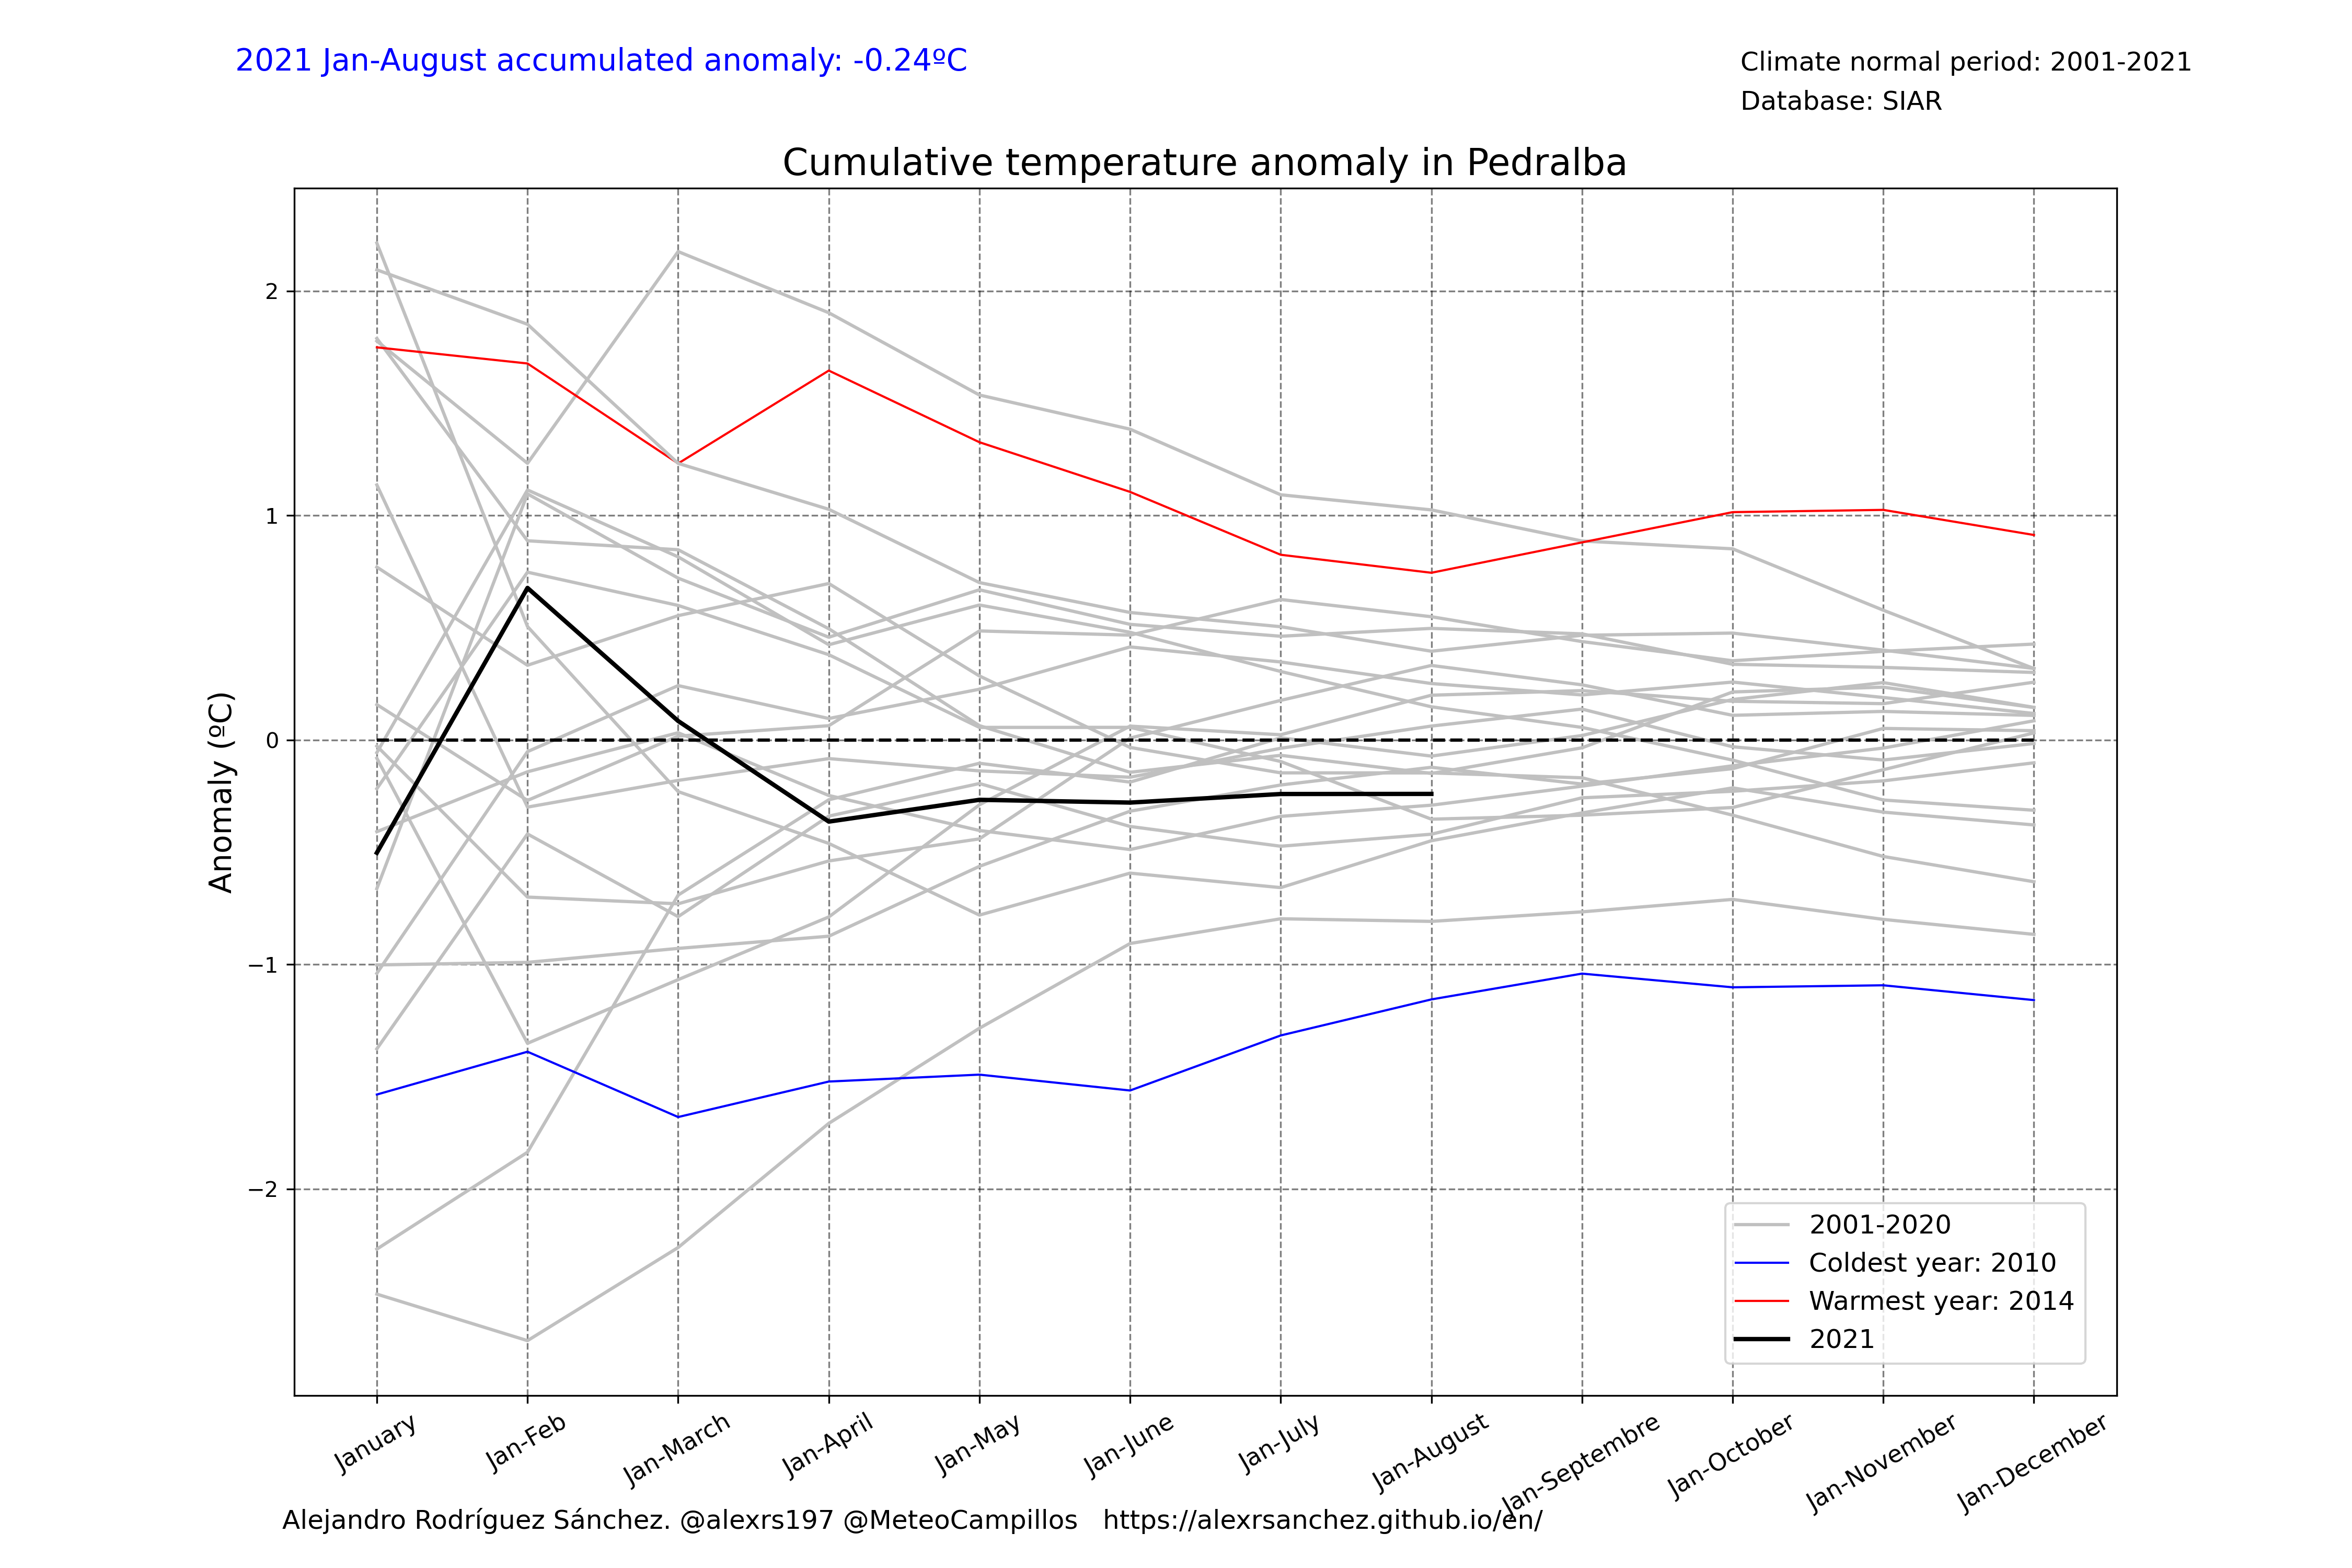 2021 Jan-August accumulated anomaly: -0.24ºC
Climate normal period: 2001-2021
Database: SIAR
Cumulative temperature anomaly in Pedralba
Anomaly (ºC)
2
1
0
−1
−2
2001-2020
Coldest year: 2010
Warmest year: 2014
2021
January
Jan-Feb
Jan-March
Jan-April
Jan-May
Jan-June
Jan-July
Jan-August
Jan-Septembre
Jan-October
Jan-November
Jan-December
Alejandro Rodríguez Sánchez. @alexrs197 @MeteoCampillos   https://alexrsanchez.github.io/en/